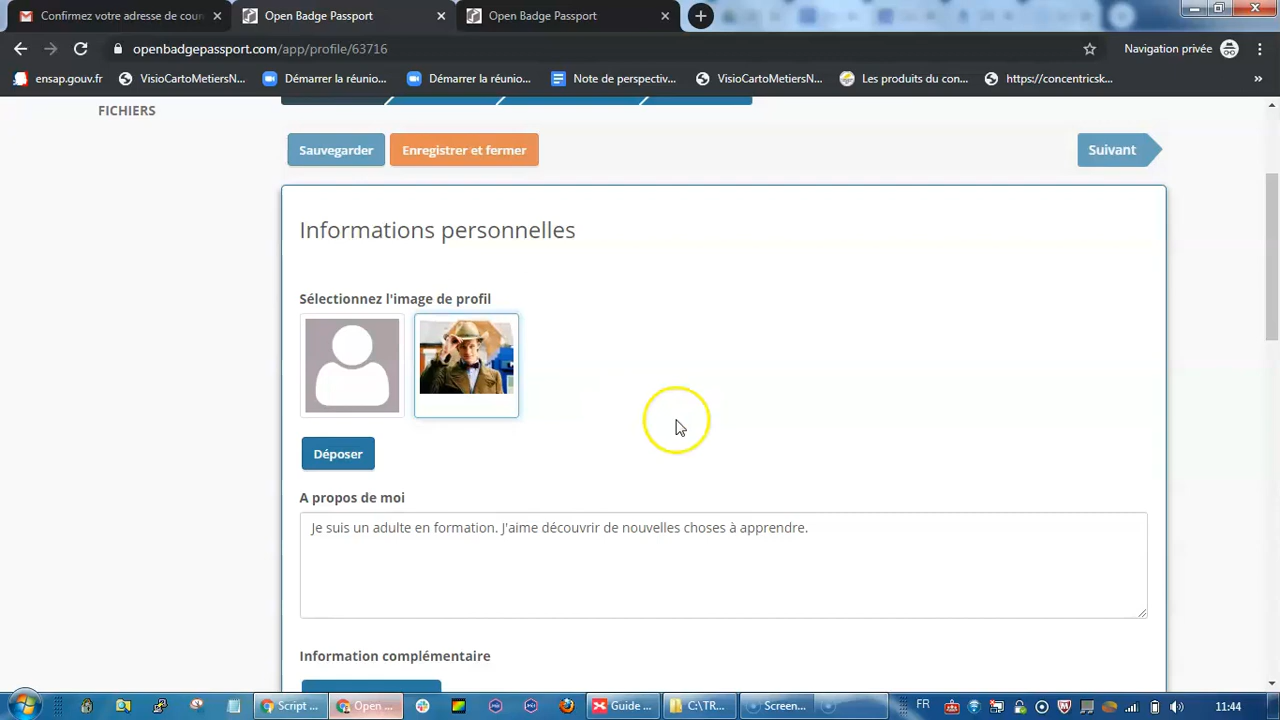 Confirmez votre adresse de cou
Open Badge Passport
Open Badge Passport
openbadgepassport.com/app/profile/63716
Navigation privée
ensap.gouv.fr
VisioCartoMetiersN...
Démarrer la réunio...
Démarrer la réunio...
Note de perspectiv...
VisioCartoMetiersN...
Les produits du con...
https://concentricsk...
»
FICHIERS
Sauvegarder
Enregistrer et fermer
Suivant
Informations personnelles
Sélectionnez l'image de profil
Déposer
A propos de moi
Je suis un adulte en formation. J'aime découvrir de nouvelles choses à apprendre.
Information complémentaire
Script ...
Open ...
Guide ...
C:\TR...
Screen...
FR
11:44